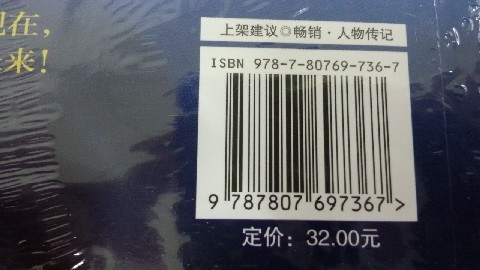 现在，
来！
上架建议◎畅销·人物传记
ISBN 978-7-80769-736-7
9 787807 697367 >
定价：32.00元